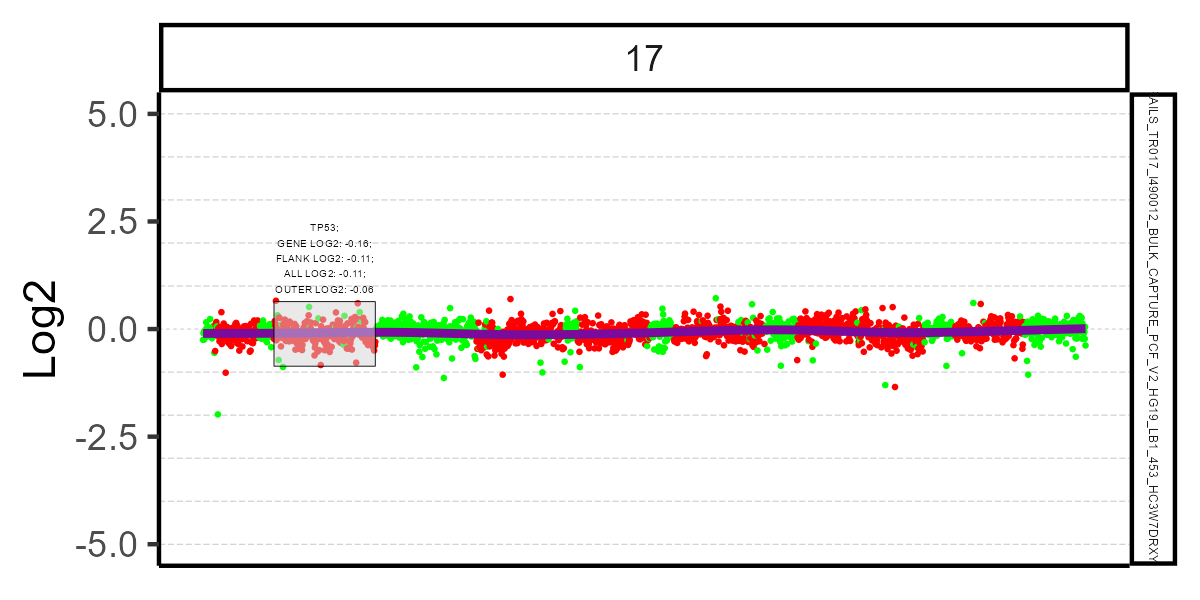 17
5.0
2.5
0.0
-2.5
-5.0
Log2
TP53;
GENE LOG2: -0.16;
FLANK LOG2: -0.11;
ALL LOG2: -0.11;
OUTER LOG2: -0.06
AILS_TR017_I490012_BULK_CAPTURE_PCF_V2_HG19_LB1_453_HC3W7DRXY